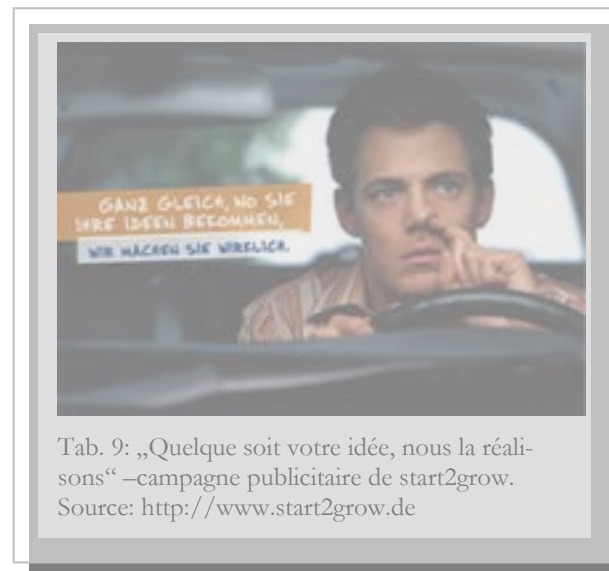 GANZ GLEICH, WO SIE
IHRE IDEEN BEKOMMEN,
WIR MACHEN SIE WIRKLICH.
Tab. 9: „Quelque soit votre idée, nous la réali-
sons“ –campagne publicitaire de start2grow.
Source: http://www.start2grow.de